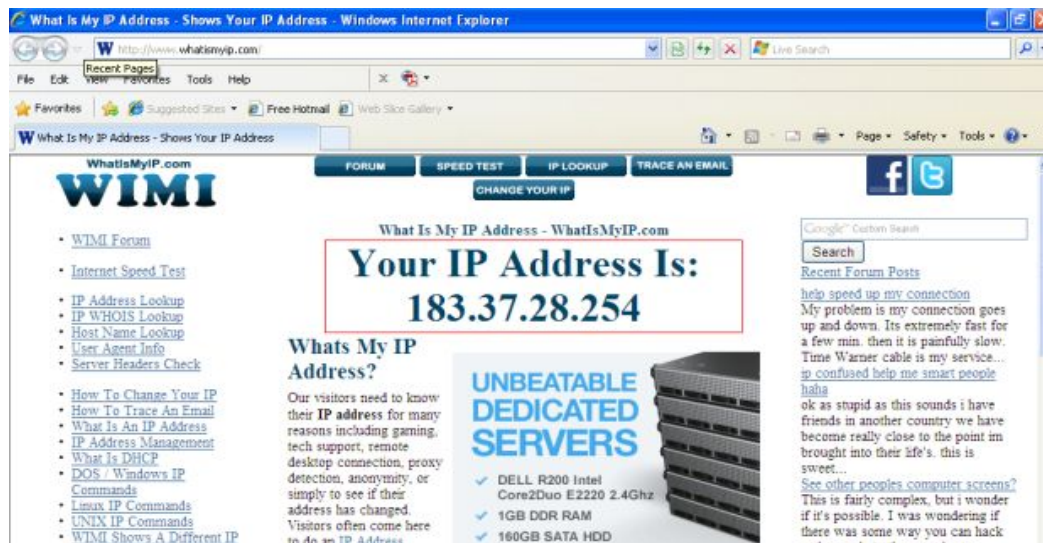 What Is My IP Address - Shows Your IP Address - Windows Internet Explorer
W http://www.whatismyip.com/
Live Search
Recent Pages
File Edit View Favorites Tools Help
Favorites Suggested Sites Free Hotmail Web Slice Gallery
W What Is My IP Address - Shows Your IP Address
Page Safety Tools
WhatIsMyIP.com
WIMI
FORUM SPEED TEST IP LOOKUP TRACE AN EMAIL
CHANGE YOUR IP
WIMI Forum
Internet Speed Test
IP Address Lookup
IP WHOIS Lookup
Host Name Lookup
User Agent Info
Server Headers Check
How To Change Your IP
How To Trace An Email
What Is An IP Address
IP Address Management
What Is DHCP
DOS / Windows IP
Commands
Linux IP Commands
UNIX IP Commands
WIMI Shows A Different IP
What Is My IP Address - WhatIsMyIP.com
Your IP Address Is:
183.37.28.254
Whats My IP
Address?
Our visitors need to know
their IP address for many
reasons including gaming,
tech support, remote
desktop connection, proxy
detection, anonymity, or
simply to see if their
address has changed.
Visitors often come here
to do an IP Address
UNBEATABLE
DEDICATED
SERVERS
DELL R200 Intel
Core2Duo E2220 2.4Ghz
1GB DDR RAM
160GB SATA HDD
f t
Google™ Custom Search
Search
Recent Forum Posts
help speed up my connection
My problem is my connection goes
up and down. Its extremely fast for
a few min. then it is painfully slow.
Time Warner cable is my service...
ip confused help me smart people
haha
ok as stupid as this sounds i have
friends in another country we have
become really close to the point im
brought into their life's. this is
sweet...
See other peoples computer screens?
This is fairly complex, but i wonder
if it's possible. I was wondering if
there was some way you can hack